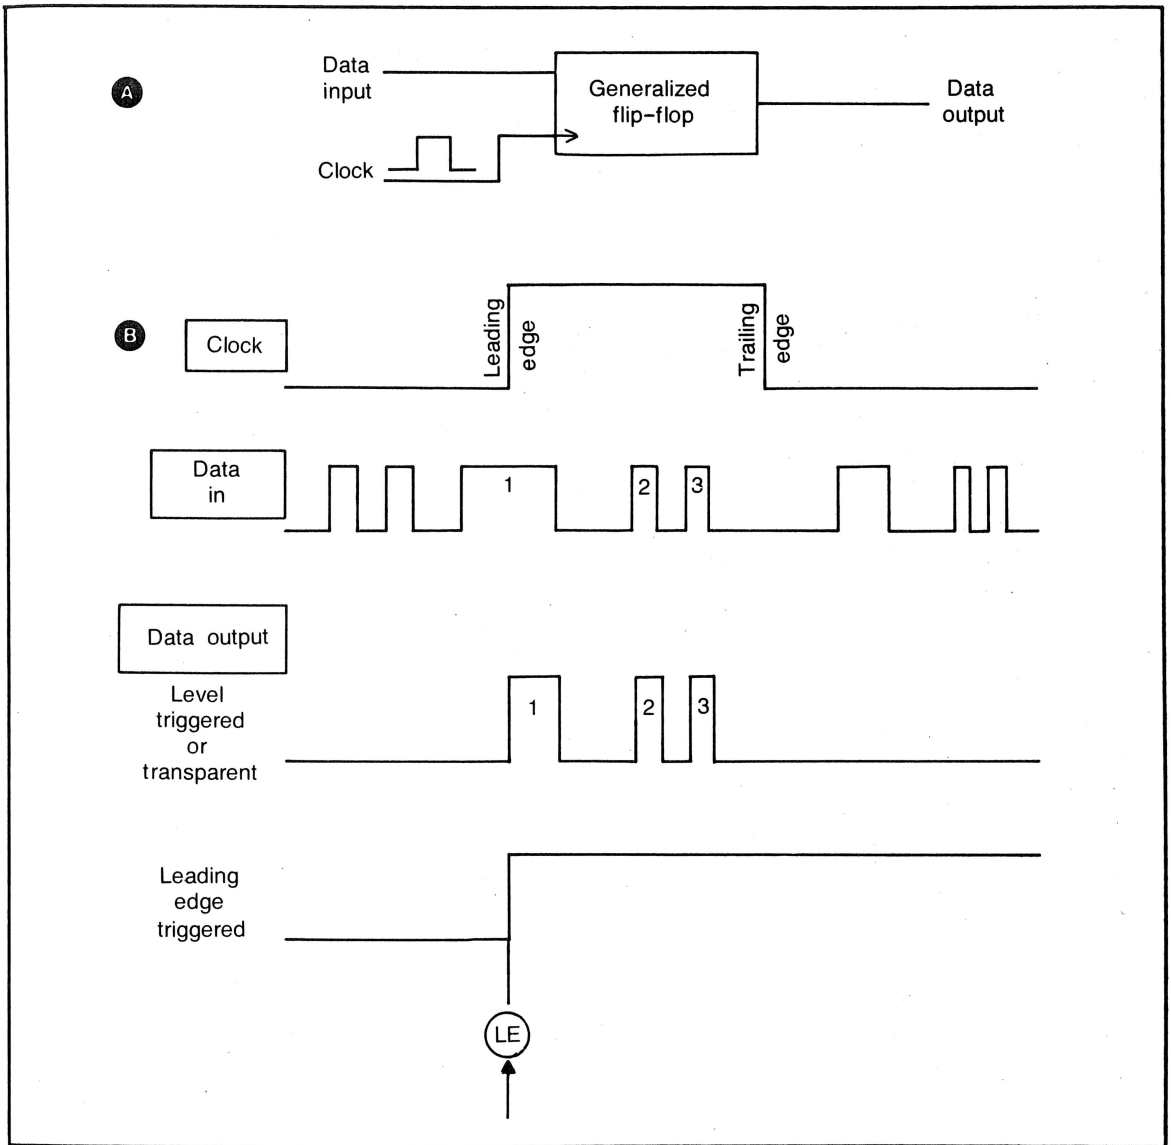 A
Data
input
Clock
Generalized
flip-flop
Data
output
B
Clock
Leading
edge
Trailing
edge
Data
in
1
2
3
Data output
Level
triggered
or
transparent
1
2
3
Leading
edge
triggered
LE